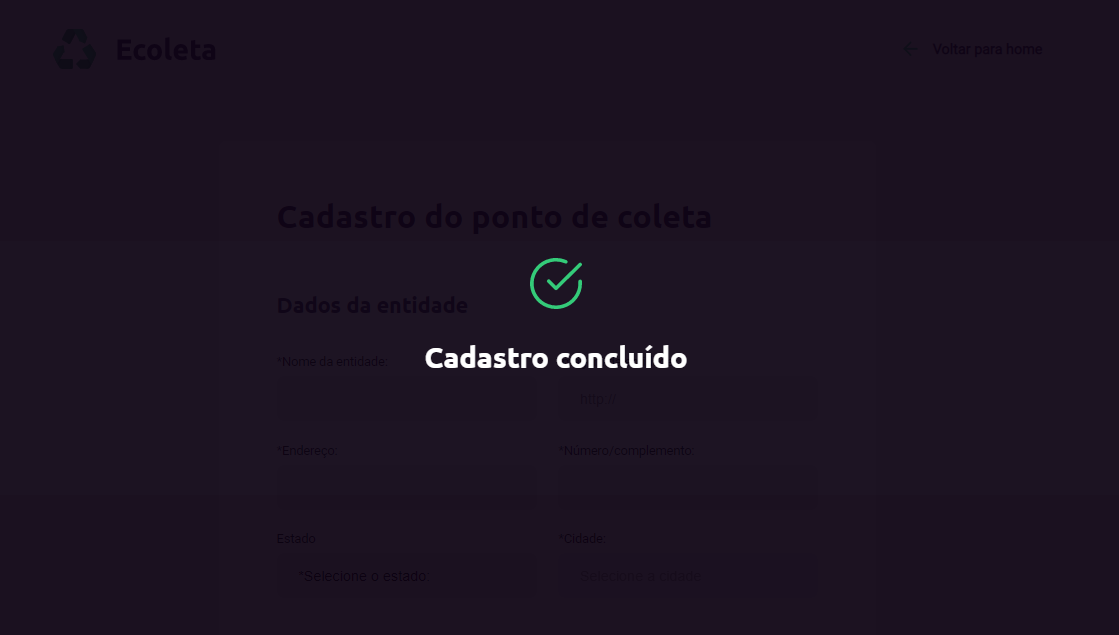 Ecoleta
Voltar para home
Cadastro do ponto de coleta
Dados da entidade
Cadastro concluído
*Nome da entidade:
http://
*Endereço:
*Número/complemento:
Estado
*Cidade:
*Selecione o estado